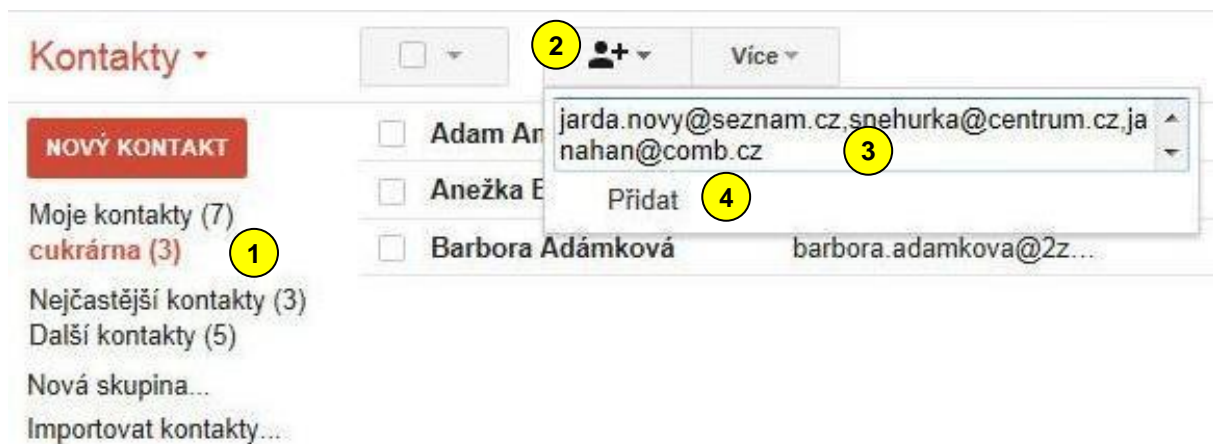 Kontakty
2
Více
NOVÝ KONTAKT
Moje kontakty (7)
cukrárna (3)
1
Nejčastější kontakty (3)
Další kontakty (5)
Nová skupina...
Importovat kontakty...
jarda.novy@seznam.cz,snehurka@centrum.cz,ja
nahan@comb.cz
3
Přidat
4
Adam An
Anežka
Barbora Adámková barbora.adamkova@2z...